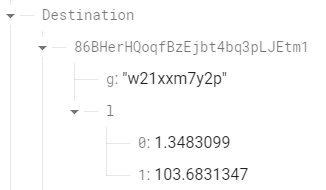 Destination
86BHerHQoqfBzEjbt4bq3pLJEtm1
g: "w21xxm7y2p"
l
0: 1.3483099
1: 103.6831347